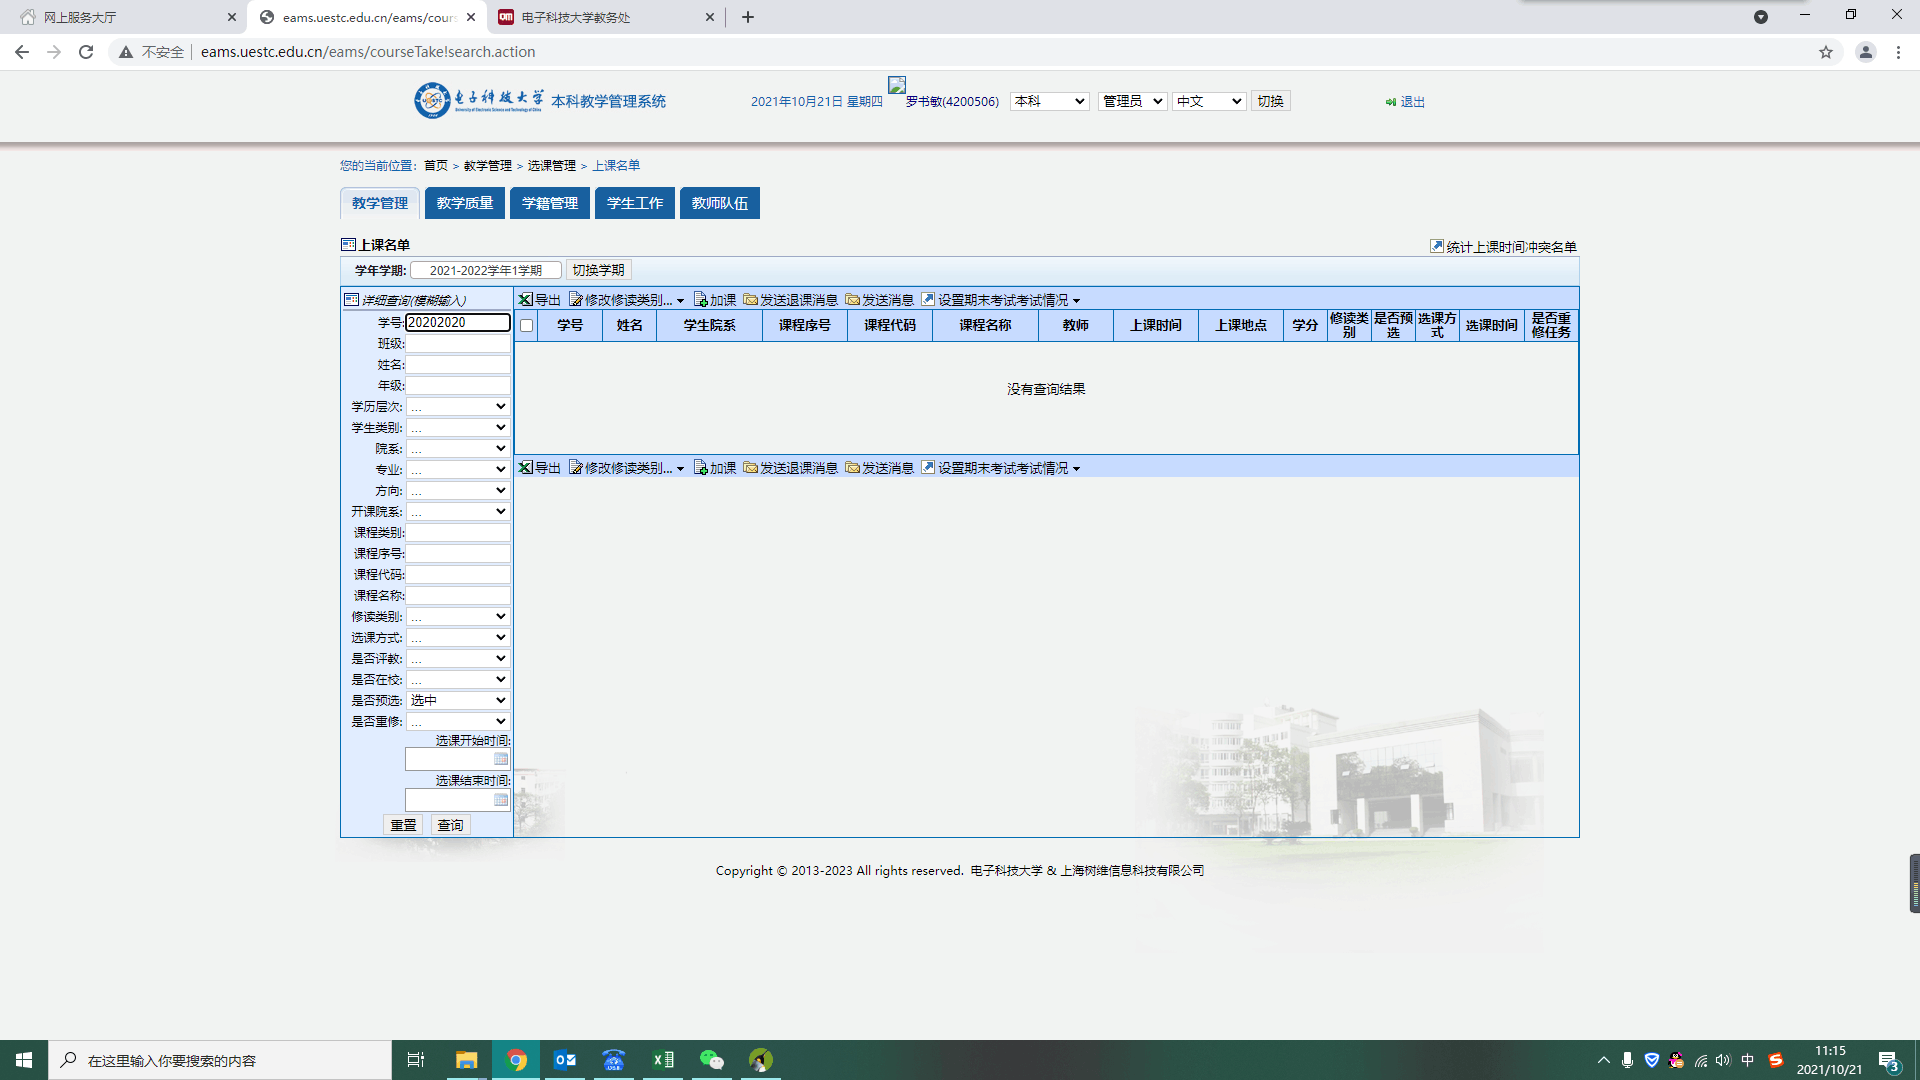 网上服务大厅
eams.uestc.edu.cn/eams/cours
电子科技大学教务处
不安全
eams.uestc.edu.cn/eams/courseTake!search.action
电子科技大学 本科教学管理系统
2021年10月21日 星期四
罗书敏(4200506)
本科
管理员
中文
切换
退出
您的当前位置: 首页 > 教学管理 > 选课管理 > 上课名单
教学管理
教学质量
学籍管理
学生工作
教师队伍
上课名单
统计上课时间冲突名单
学年学期: 2021-2022学年1学期 切换学期
详细查询(模糊输入)
学号: 20202020
班级:
姓名:
年级:
学历层次: ...
学生类别: ...
院系: ...
专业: ...
方向: ...
开课院系: ...
课程类别:
课程序号:
课程代码:
课程名称:
修读类别: ...
选课方式: ...
是否评教: ...
是否在校: ...
是否预选: 选中
是否重修: ...
选课开始时间:
选课结束时间:
重置 查询
导出 修改修读类别... 加课 发送退课消息 发送消息 设置期末考试考试情况
学号 姓名 学生院系 课程序号 课程代码 课程名称 教师 上课时间 上课地点 学分 修读类别 是否预选 选课方式 选课时间 是否重修任务
没有查询结果
导出 修改修读类别... 加课 发送退课消息 发送消息 设置期末考试考试情况
Copyright © 2013-2023 All rights reserved. 电子科技大学 & 上海树维信息科技有限公司
在这里输入你要搜索的内容
中
11:15
2021/10/21
3